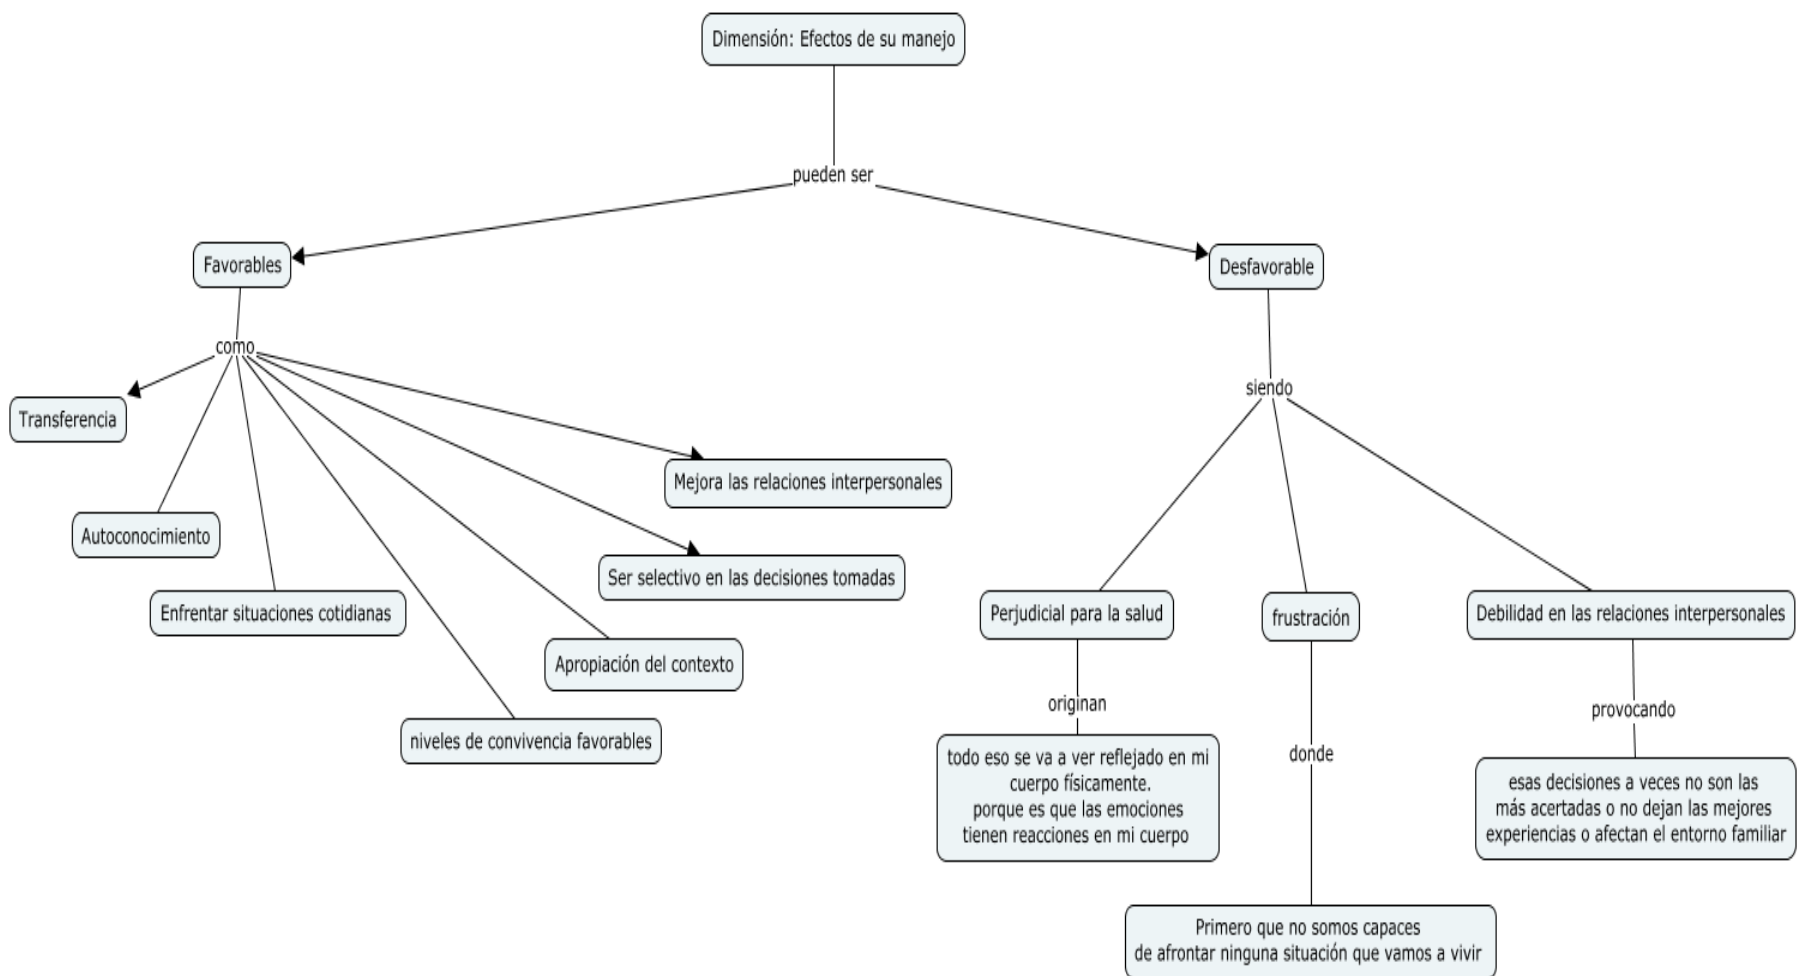 Dimensión: Efectos de su manejo
pueden ser
Favorables
Desfavorable
como
siendo
Transferencia
Mejora las relaciones interpersonales
Autoconocimiento
Ser selectivo en las decisiones tomadas
Enfrentar situaciones cotidianas
Apropiación del contexto
niveles de convivencia favorables
Perjudicial para la salud
frustración
Debilidad en las relaciones interpersonales
originan
donde
provocando
todo eso se va a ver reflejado en mi
cuerpo físicamente.
porque es que las emociones
tienen reacciones en mi cuerpo
Primero que no somos capaces
de afrontar ninguna situación que vamos a vivir
esas decisiones a veces no son las
más acertadas o no dejan las mejores
experiencias o afectan el entorno familiar